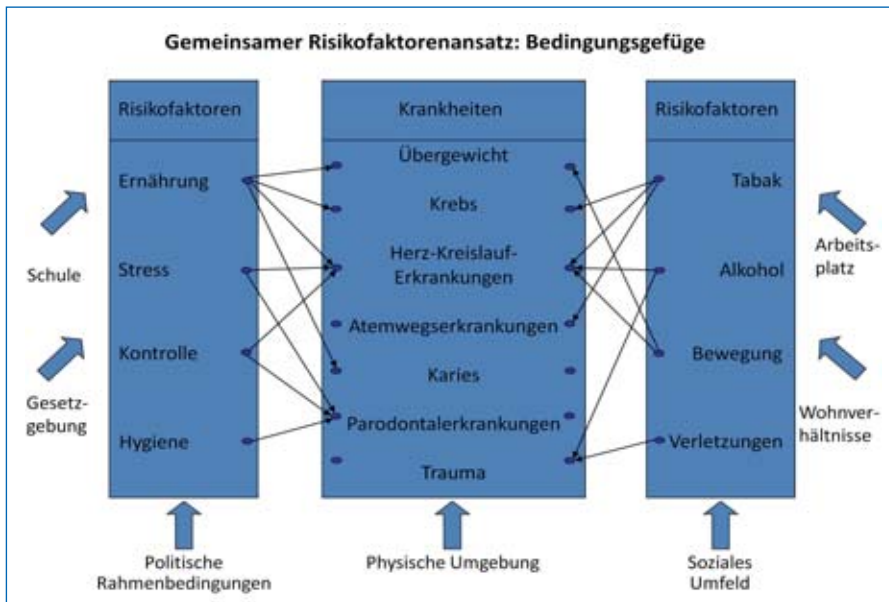 Gemeinsamer Risikofaktorenansatz: Bedingungsgefüge
Risikofaktoren
Ernährung
Stress
Kontrolle
Hygiene
Krankheiten
Übergewicht
Krebs
Herz-Kreislauf-
Erkrankungen
Atemwegserkrankungen
Karies
Parodontalerkrankungen
Trauma
Risikofaktoren
Tabak
Alkohol
Bewegung
Verletzungen
Schule
Gesetz-
gebung
Arbeits-
platz
Wohnver-
hältnisse
Politische
Rahmenbedingungen
Physische Umgebung
Soziales
Umfeld